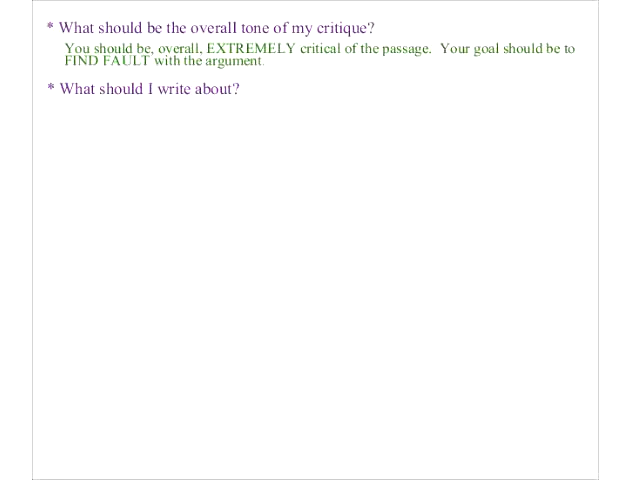 * What should be the overall tone of my critique?
You should be, overall, EXTREMELY critical of the passage. Your goal should be to
FIND FAULT with the argument.
* What should I write about?